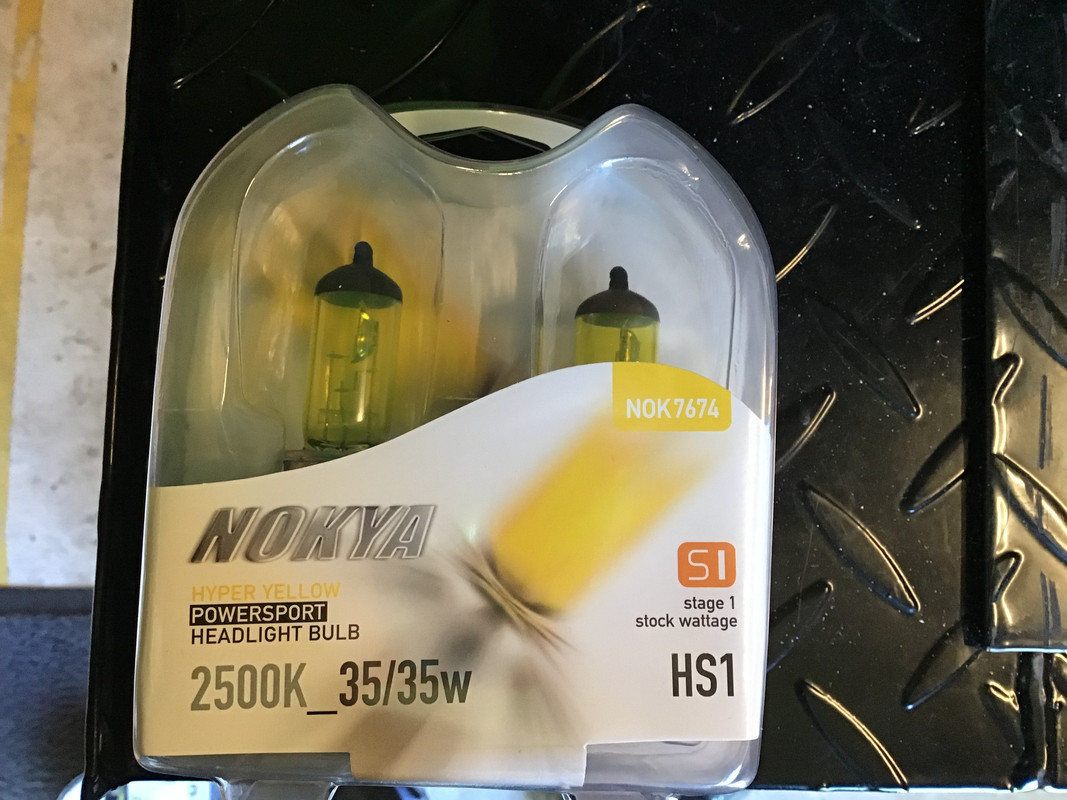 NOK7674
NOKYA
HYPER YELLOW
POWERSPORT
HEADLIGHT BULB
2500K_35/35w
S1
stage 1
stock wattage
HS1